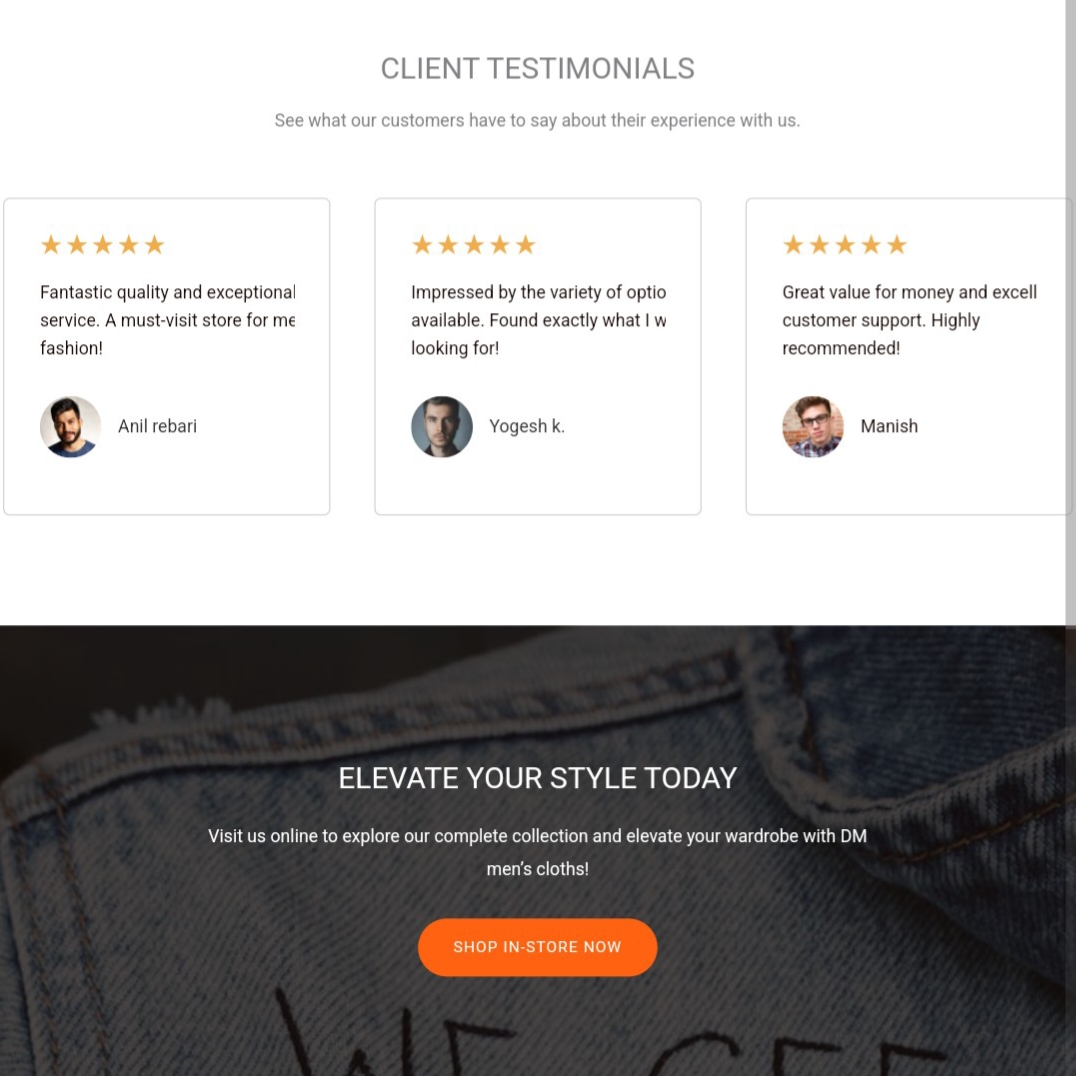 CLIENT TESTIMONIALS
See what our customers have to say about their experience with us.
Fantastic quality and exceptional
service. A must-visit store for me
fashion!
Anil rebari
Impressed by the variety of optio
available. Found exactly what I w
looking for!
Yogesh k.
Great value for money and excell
customer support. Highly
recommended!
Manish
ELEVATE YOUR STYLE TODAY
Visit us online to explore our complete collection and elevate your wardrobe with DM
men’s cloths!
SHOP IN-STORE NOW
WE